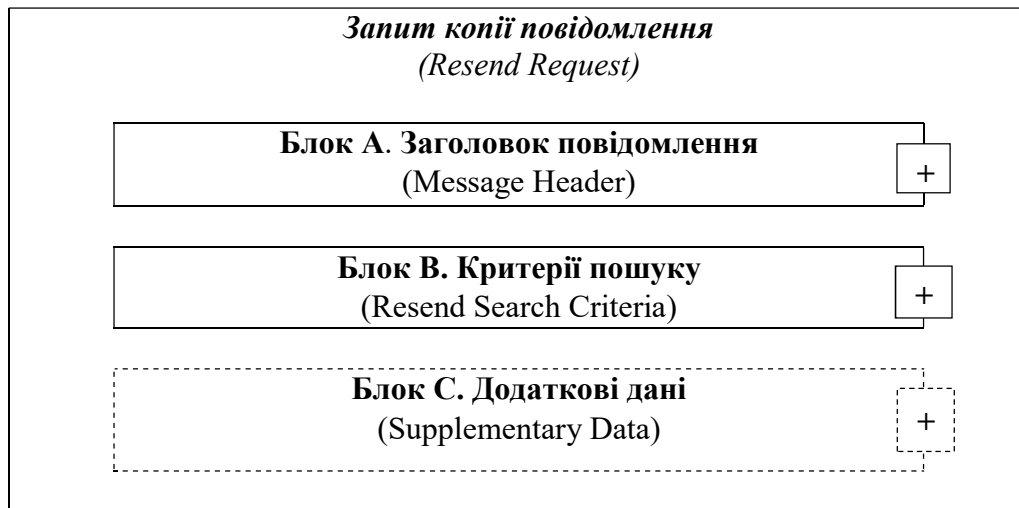 Запит копії повідомлення
(Resend Request)
Блок А. Заголовок повідомлення
(Message Header)
+
Блок В. Критерії пошуку
(Resend Search Criteria)
+
Блок С. Додаткові дані
(Supplementary Data)
+